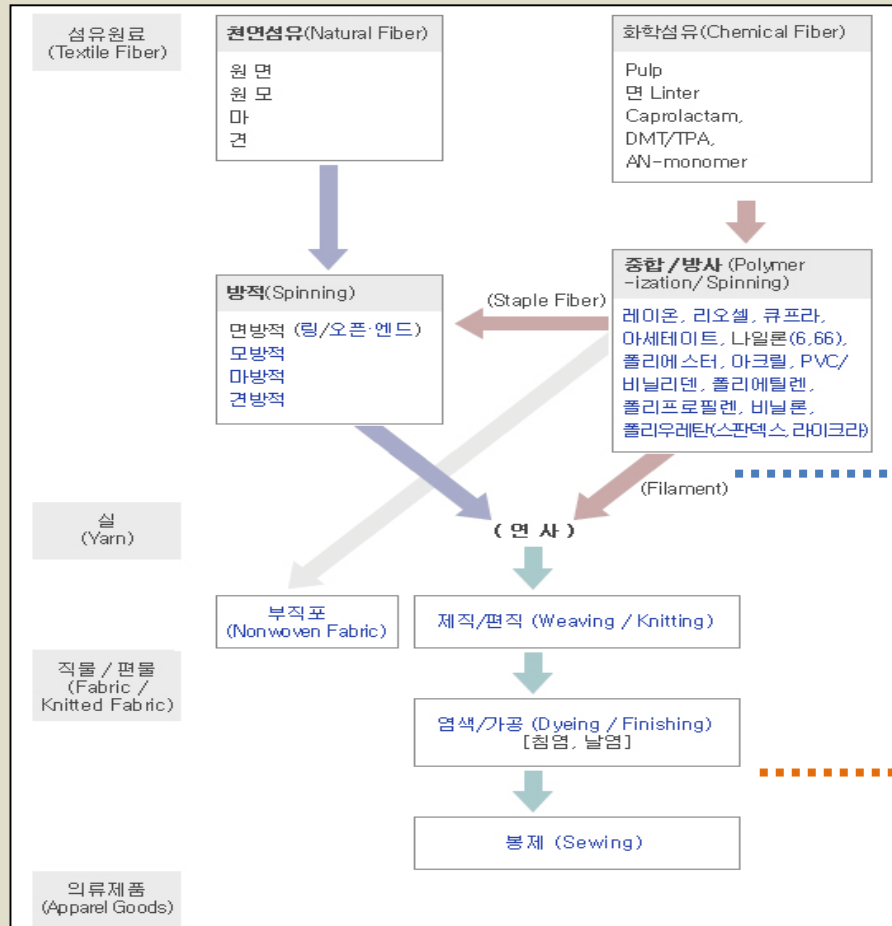 섬유원료
(Textile Fiber)
천연섬유(Natural Fiber)
원 면
원 모
마
견
화학섬유(Chemical Fiber)
Pulp
면 Linter
Caprolactam,
DMT/TPA,
AN-monomer
방적(Spinning)
면방적 (링/오픈·엔드)
모방적
마방적
견방적
(Staple Fiber)
중합/방사 (Polymer
-ization/Spinning)
레이온, 리오셀, 큐프라,
아세테이트, 나일론(6,66),
폴리에스터, 아크릴, PVC/
비닐리덴, 폴리에틸렌,
폴리프로필렌, 비닐론,
폴리우레탄(스판덱스, 라이크라)
(Filament)
실
(Yarn)
( 연 사 )
부직포
(Nonwoven Fabric)
제직/편직 (Weaving / Knitting)
직물 / 편물
(Fabric /
Knitted Fabric)
염색/가공 (Dyeing / Finishing)
[침염, 날염]
봉제 (Sewing)
의류제품
(Apparel Goods)